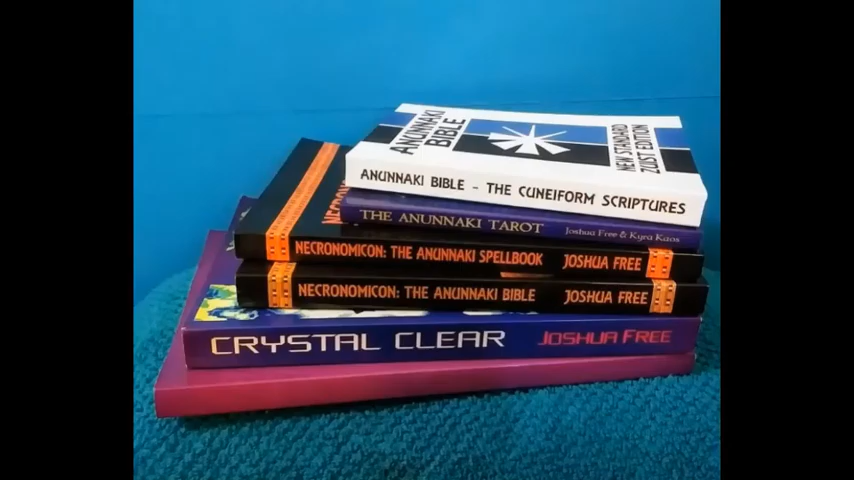 ANUNNAKI
BIBLE
NEW STANDARD
ZUIST EDITION
ANUNNAKI BIBLE - THE CUNEIFORM SCRIPTURES
THE ANUNNAKI TAROT Joshua Free & Kyra Kaos
NECRONOMICON: THE ANUNNAKI SPELLBOOK JOSHUA FREE
NECRONOMICON: THE ANUNNAKI BIBLE JOSHUA FREE
CRYSTAL CLEAR JOSHUA FREE